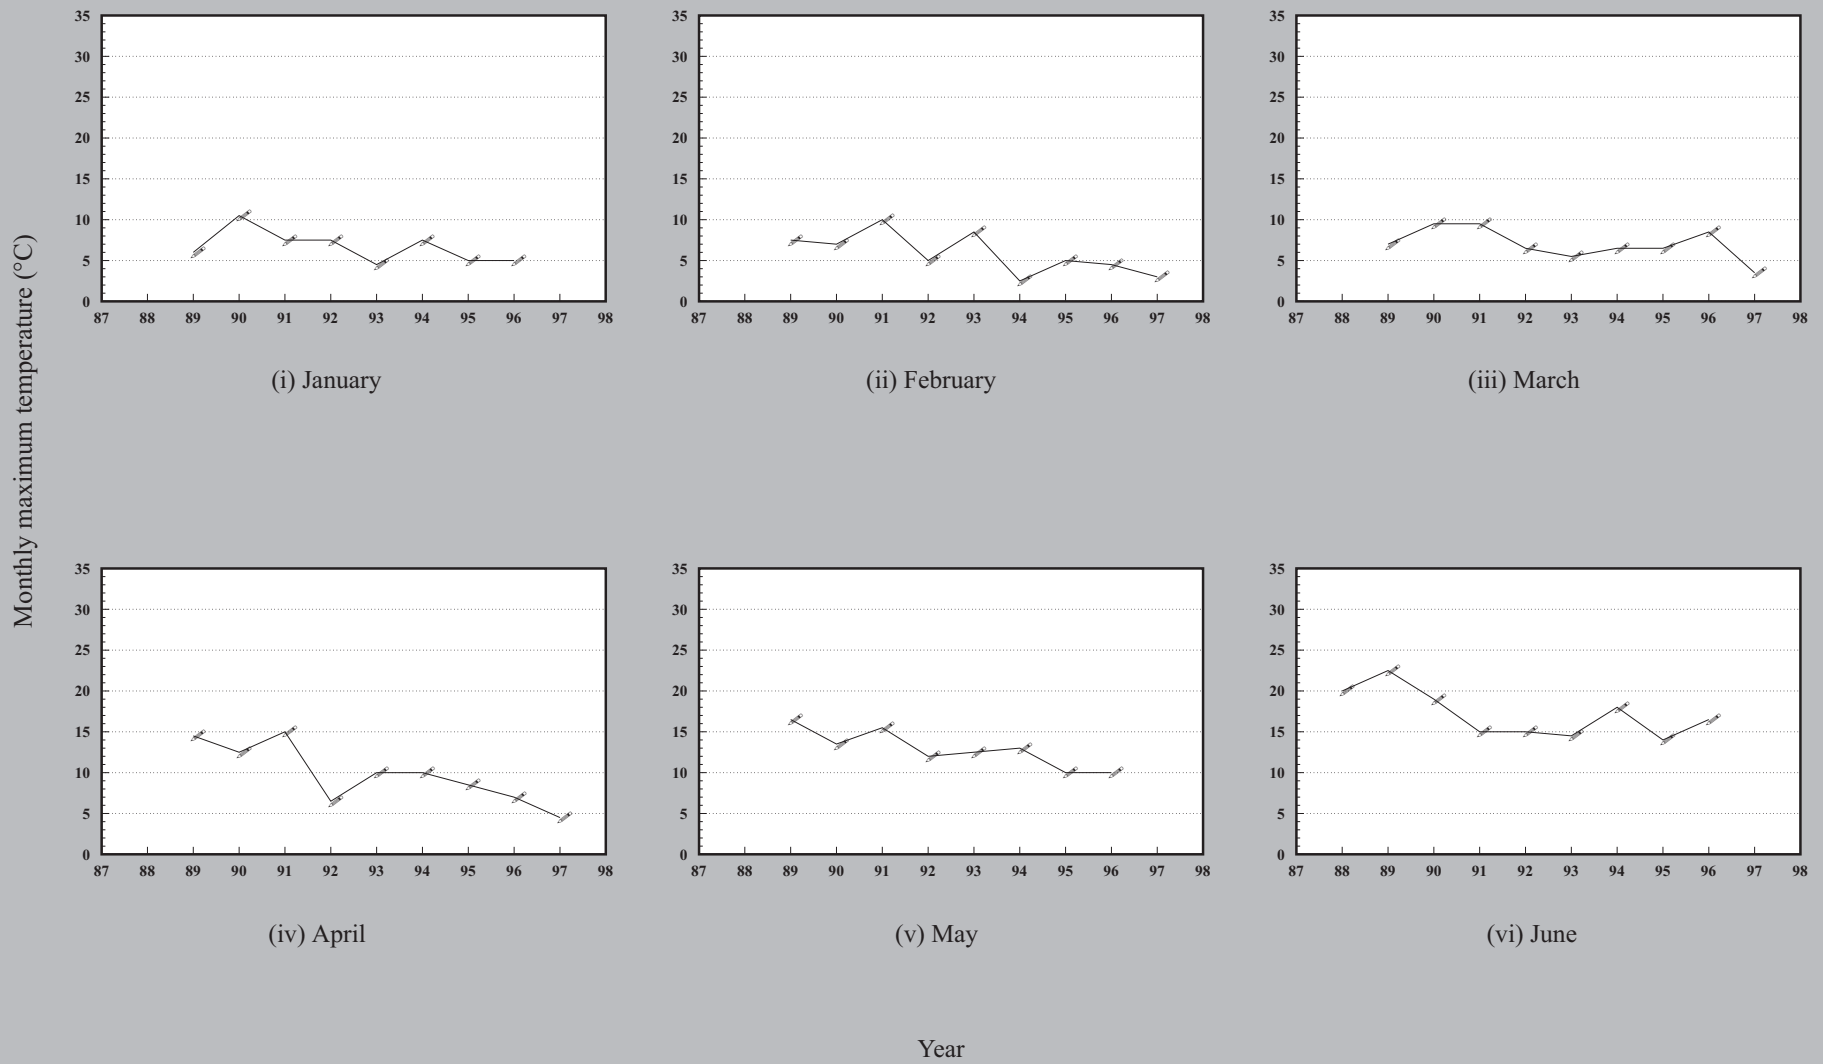 Monthly maximum temperature (°C)
35 30 25 20 15 10 5 0
87 88 89 90 91 92 93 94 95 96 97 98
(i) January
35 30 25 20 15 10 5 0
87 88 89 90 91 92 93 94 95 96 97 98
(ii) February
35 30 25 20 15 10 5 0
87 88 89 90 91 92 93 94 95 96 97 98
(iii) March
35 30 25 20 15 10 5 0
87 88 89 90 91 92 93 94 95 96 97 98
(iv) April
35 30 25 20 15 10 5 0
87 88 89 90 91 92 93 94 95 96 97 98
(v) May
35 30 25 20 15 10 5 0
87 88 89 90 91 92 93 94 95 96 97 98
(vi) June
Year